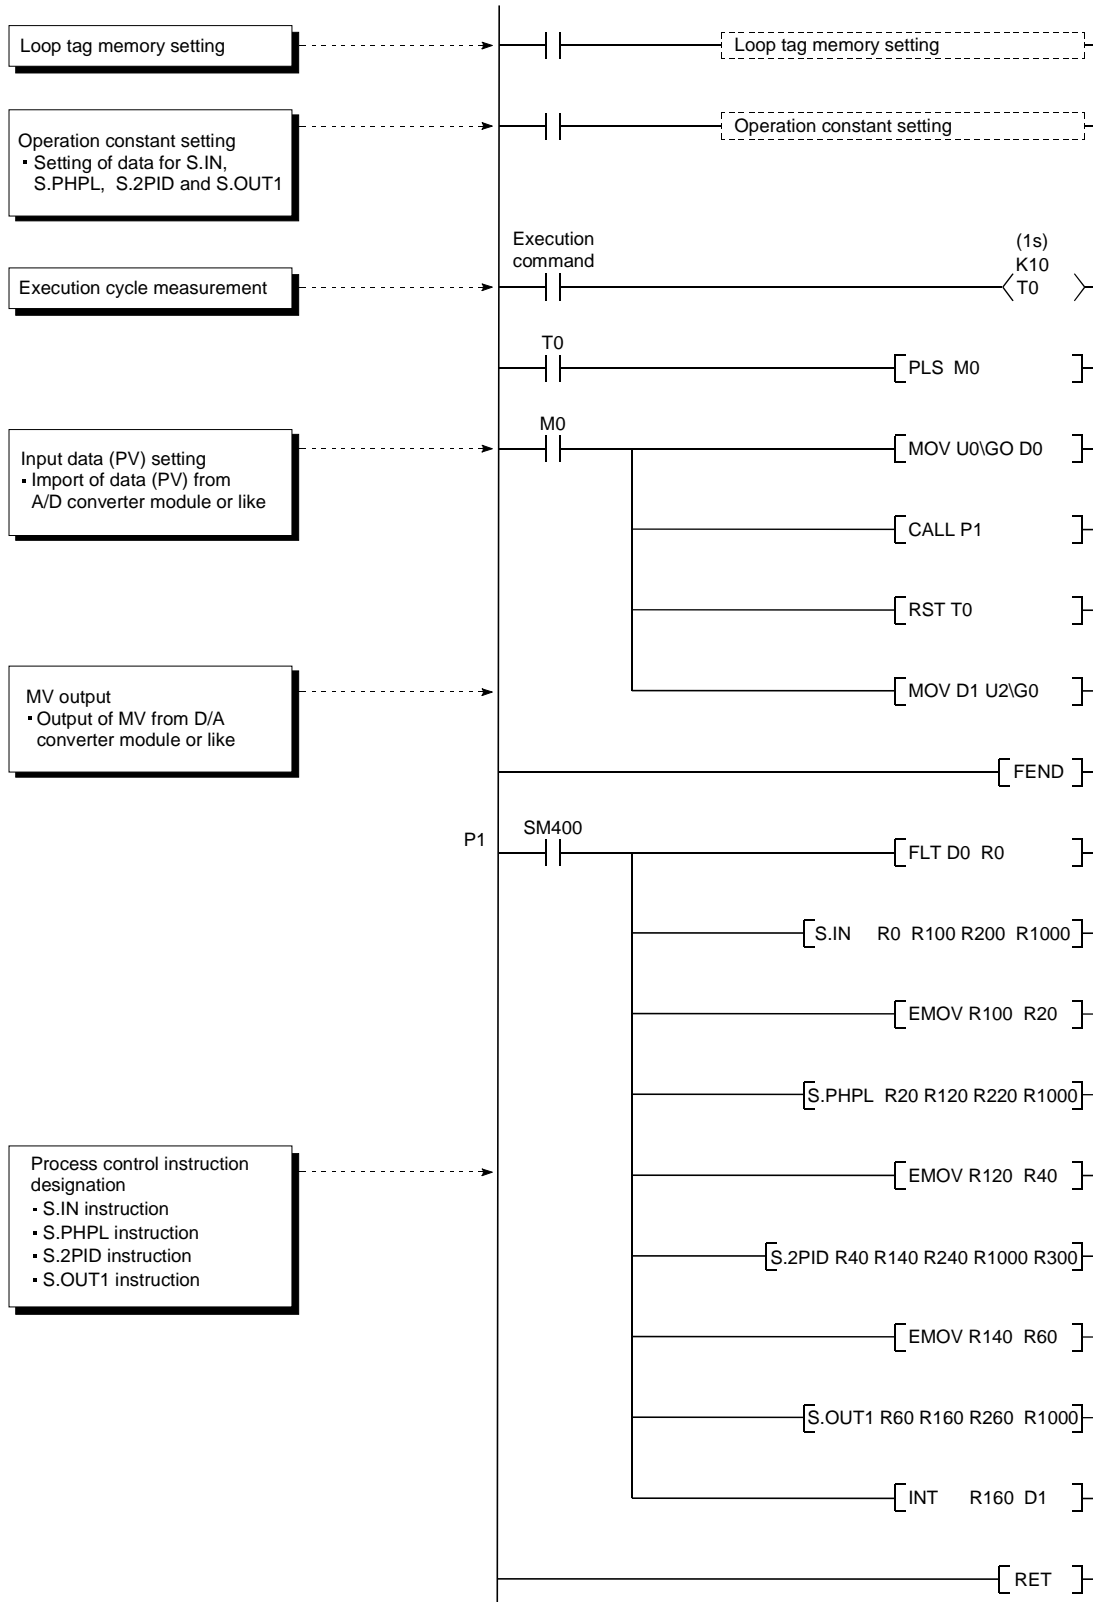 Loop tag memory setting
Loop tag memory setting
Operation constant setting
▪ Setting of data for S.IN,
S.PHPL, S.2PID and S.OUT1
Operation constant setting
Execution cycle measurement
Execution
command
(1s)
K10
T0
T0
PLS M0
Input data (PV) setting
▪ Import of data (PV) from
A/D converter module or like
M0
MOV U0\GO D0
CALL P1
RST T0
MV output
▪ Output of MV from D/A
converter module or like
MOV D1 U2\G0
FEND
P1
SM400
FLT D0 R0
S.IN R0 R100 R200 R1000
EMOV R100 R20
S.PHPL R20 R120 R220 R1000
Process control instruction
designation
▪ S.IN instruction
▪ S.PHPL instruction
▪ S.2PID instruction
▪ S.OUT1 instruction
EMOV R120 R40
S.2PID R40 R140 R240 R1000 R300
EMOV R140 R60
S.OUT1 R60 R160 R260 R1000
INT R160 D1
RET